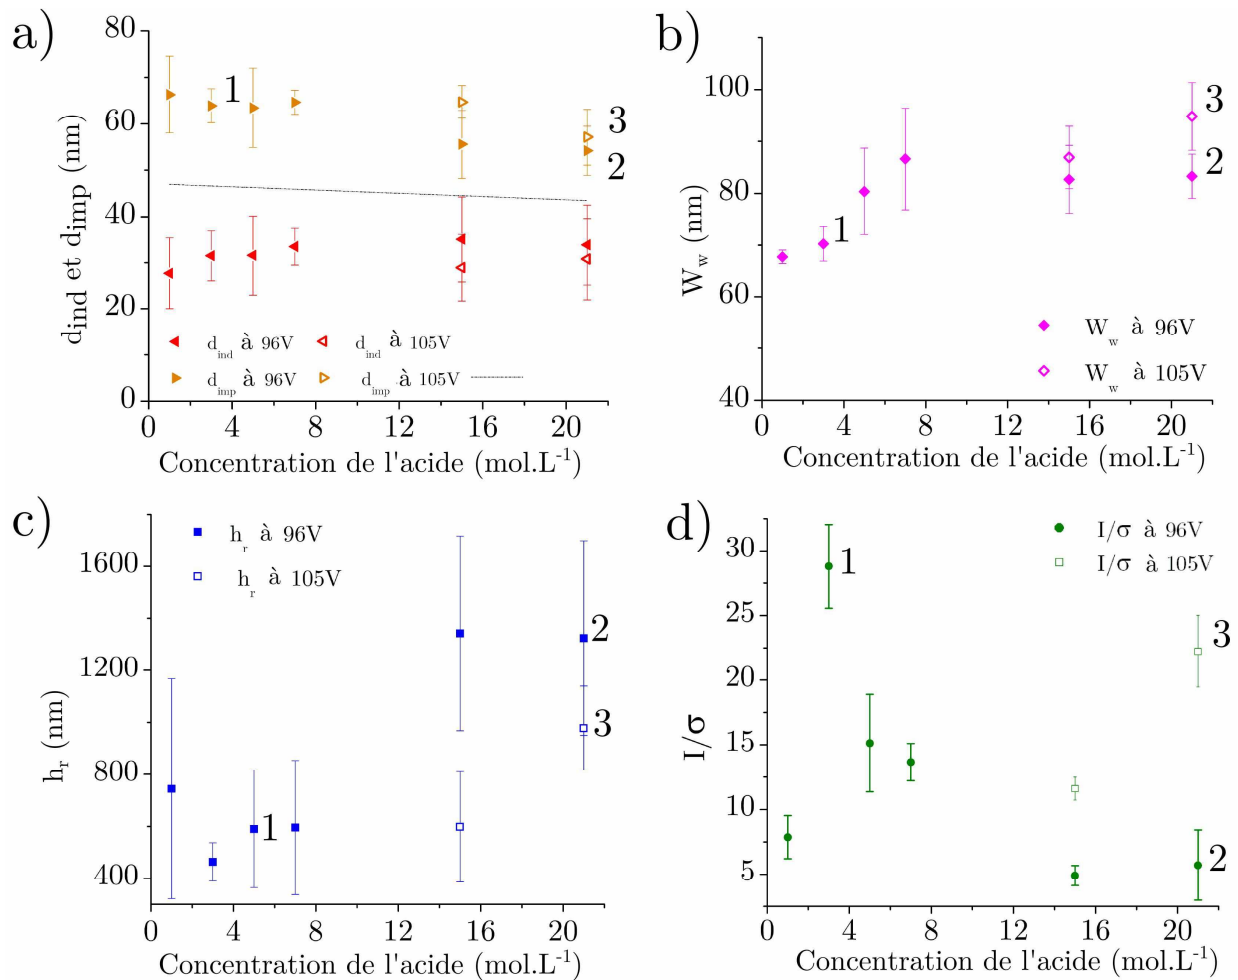 a)
80
60
40
20
0
d_ind et d_imp (nm)
1
3
2
d_ind à 96V
d_ind à 105V
d_imp à 96V
d_imp à 105V
0 4 8 12 16 20
Concentration de l'acide (mol.L⁻¹)
b)
100
80
60
40
W_w (nm)
1
3
2
W_w à 96V
W_w à 105V
0 4 8 12 16 20
Concentration de l'acide (mol.L⁻¹)
c)
1600
1200
800
400
h_r (nm)
h_r à 96V
h_r à 105V
1
2
3
0 4 8 12 16 20
Concentration de l'acide (mol.L⁻¹)
d)
30
25
20
15
10
5
I/σ
I/σ à 96V
I/σ à 105V
1
3
2
0 4 8 12 16 20
Concentration de l'acide (mol.L⁻¹)